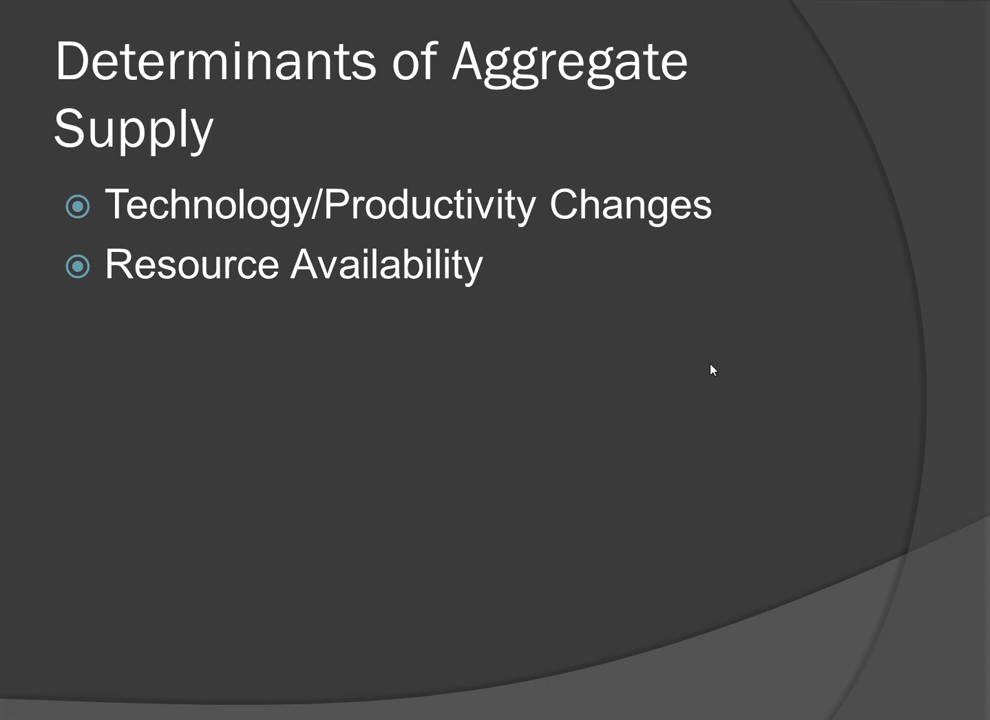 Determinants of Aggregate
Supply
Technology/Productivity Changes
Resource Availability